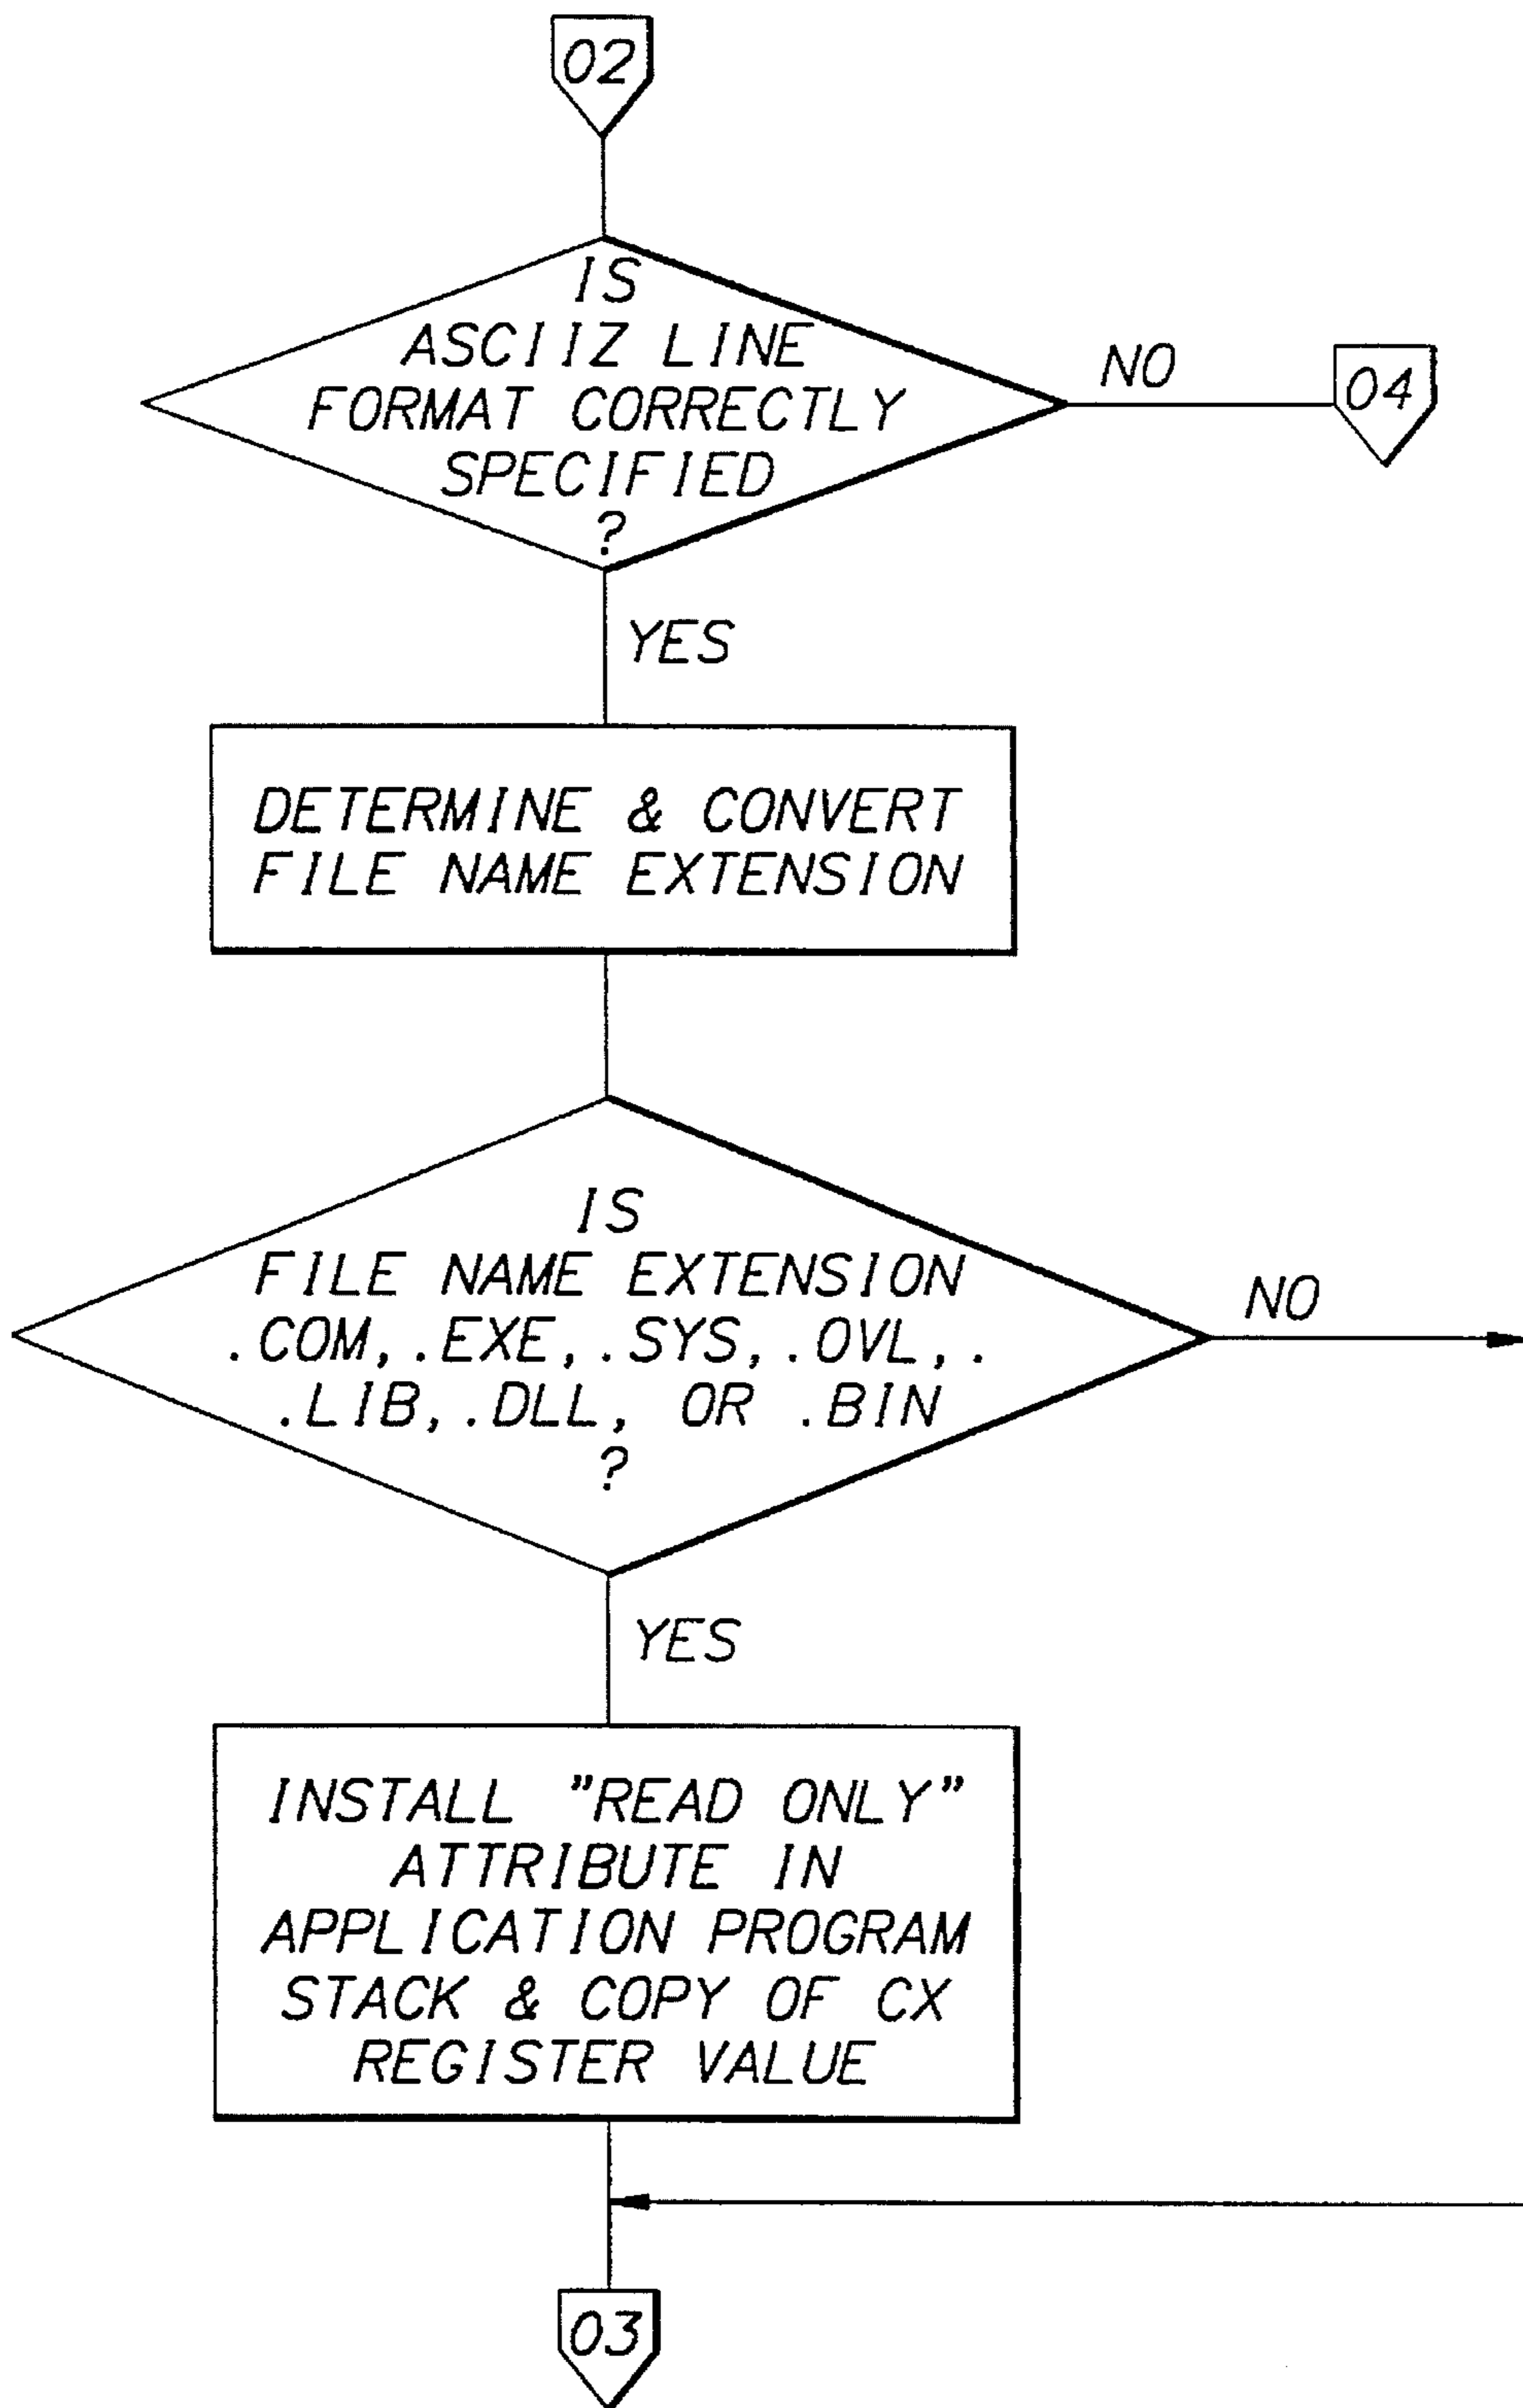 02
IS
ASCIIZ LINE
FORMAT CORRECTLY
SPECIFIED
?
NO
04
YES
DETERMINE & CONVERT
FILE NAME EXTENSION
IS
FILE NAME EXTENSION
.COM, .EXE, .SYS, .OVL, .
.LIB, .DLL, OR .BIN
?
NO
YES
INSTALL "READ ONLY"
ATTRIBUTE IN
APPLICATION PROGRAM
STACK & COPY OF CX
REGISTER VALUE
03